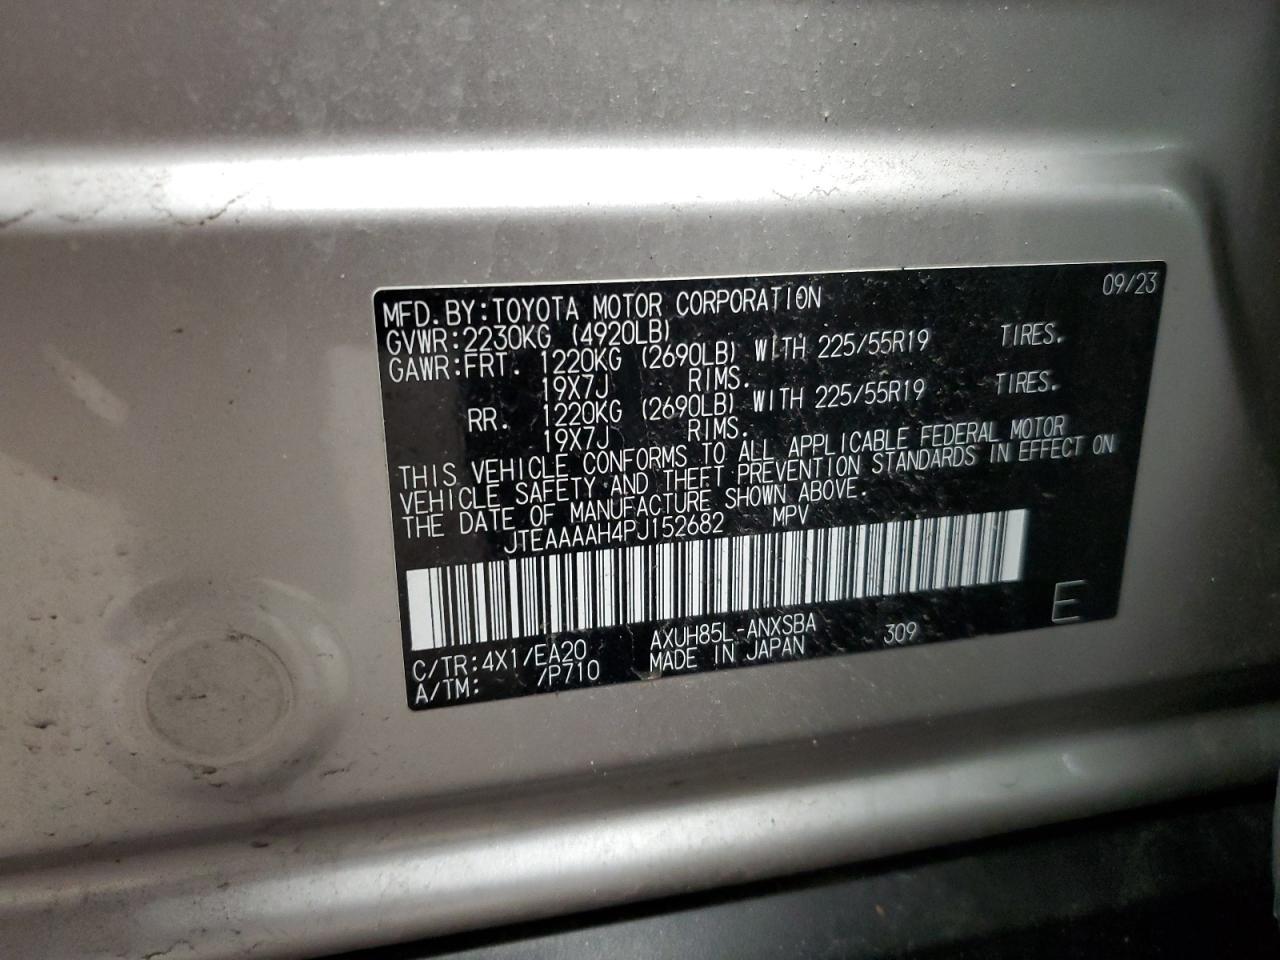 09/23
MFD. BY: TOYOTA MOTOR CORPORATION
GVWR: 2230KG (4920LB)
GAWR: FRT. 1220KG (2690LB) WITH 225/55R19 TIRES.
19X7J RIMS.
RR. 1220KG (2690LB) WITH 225/55R19 TIRES.
19X7J RIMS.
THIS VEHICLE CONFORMS TO ALL APPLICABLE FEDERAL MOTOR
VEHICLE SAFETY AND THEFT PREVENTION STANDARDS IN EFFECT ON
THE DATE OF MANUFACTURE SHOWN ABOVE.
JTEAAAAH4PJ152682 MPV
C/TR: 4X1/EA20 AXUH85L-ANXSBA 309 E
A/TM: /P710 MADE IN JAPAN